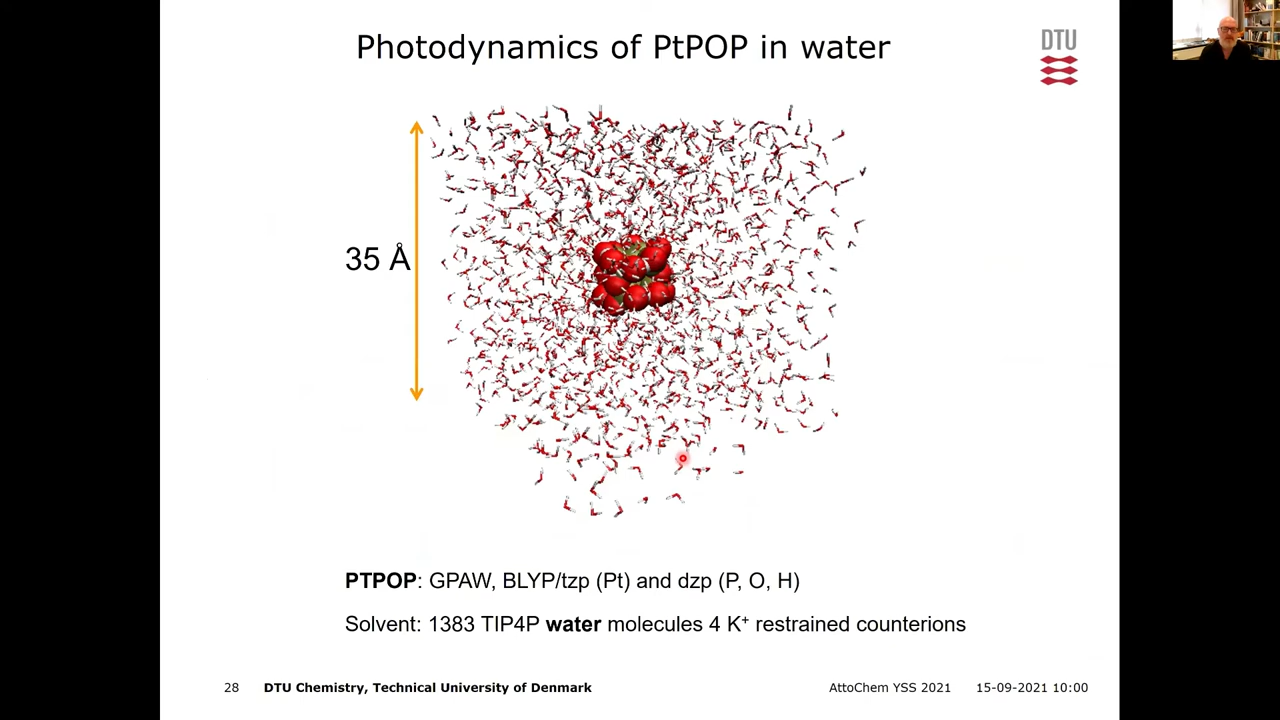 Photodynamics of PtPOP in water
DTU
35 Å
PTPOP: GPAW, BLYP/tzp (Pt) and dzp (P, O, H)
Solvent: 1383 TIP4P water molecules 4 K⁺ restrained counterions
28 DTU Chemistry, Technical University of Denmark AttoChem YSS 2021 15-09-2021 10:00